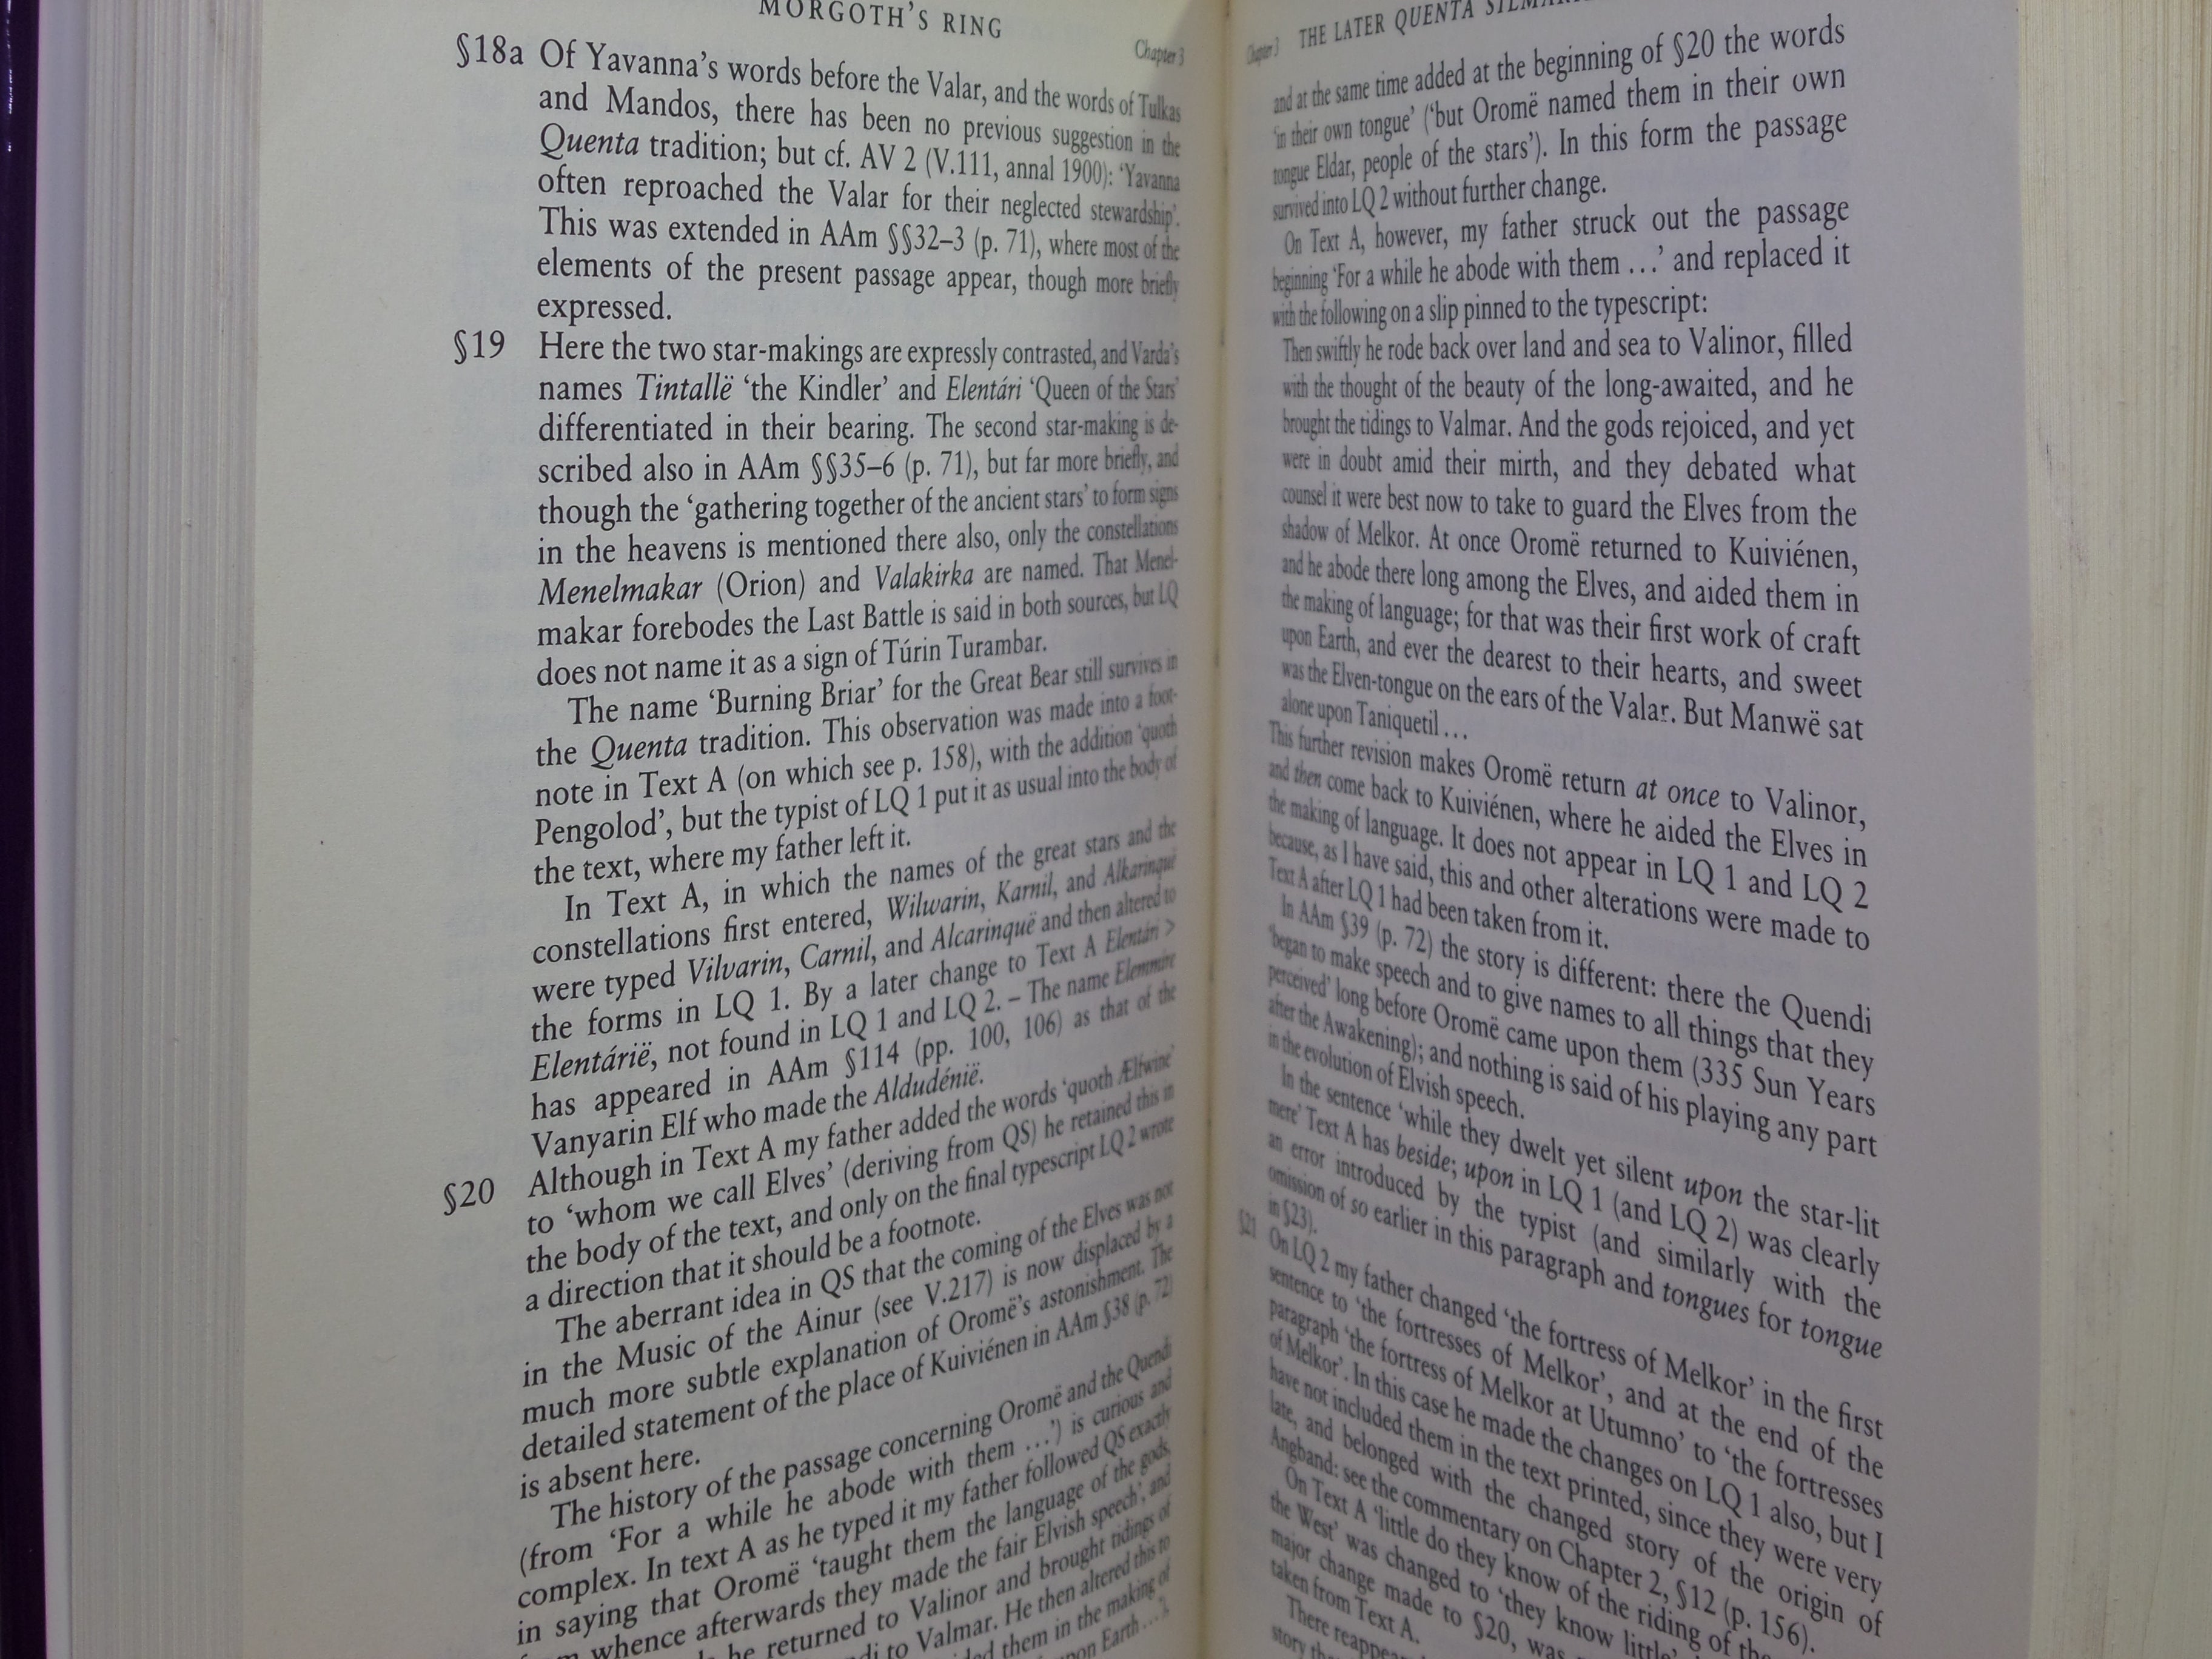 MORGOTH'S RING
Chapter 3
§18a Of Yavanna's words before the Valar, and the words of Tulkas
and Mandos, there has been no previous suggestion in the
Quenta tradition; but cf. AV 2 (V.111, annal 1900): 'Yavanna
often reproached the Valar for their neglected stewardship'.
This was extended in AAm §§32–3 (p. 71), where most of the
elements of the present passage appear, though more briefly
expressed.
§19 Here the two star-makings are expressly contrasted, and Varda's
names Tintallë 'the Kindler' and Elentári 'Queen of the Stars'
differentiated in their bearing. The second star-making is de-
scribed also in AAm §§35–6 (p. 71), but far more briefly, and
though the 'gathering together of the ancient stars' to form signs
in the heavens is mentioned there also, only the constellations
Menelmakar (Orion) and Valakirka are named. That Menel-
makar forebodes the Last Battle is said in both sources, but LQ
does not name it as a sign of Túrin Turambar.
The name 'Burning Briar' for the Great Bear still survives in
the Quenta tradition. This observation was made into a foot-
note in Text A (on which see p. 158), with the addition 'quoth
Pengolod', but the typist of LQ 1 put it as usual into the body of
the text, where my father left it.
In Text A, in which the names of the great stars and the
constellations first entered, Wilwarin, Karnil, and Alkarinquë
were typed Vilvarin, Carnil, and Alcarinquë and then altered to
the forms in LQ 1. By a later change to Text A Elentári >
Elentárië, not found in LQ 1 and LQ 2. – The name Elemmíre
has appeared in AAm §114 (pp. 100, 106) as that of the
Vanyarin Elf who made the Aldudénië.
§20 Although in Text A my father added the words 'quoth Ælfwine'
to 'whom we call Elves' (deriving from QS) he retained this in
the body of the text, and only on the final typescript LQ 2 wrote
a direction that it should be a footnote.
The aberrant idea in QS that the coming of the Elves was not
in the Music of the Ainur (see V.217) is now displaced by a
much more subtle explanation of Oromë's astonishment. The
detailed statement of the place of Kuiviénen in AAm §38 (p. 72)
is absent here.
The history of the passage concerning Oromë and the Quendi
(from 'For a while he abode with them ...') is curious and
complex. In text A as he typed it my father followed QS exactly
in saying that Oromë 'taught them the language of the gods,
whence afterwards they made the fair Elvish speech', and
he returned to Valinor and brought tidings of
to Valmar. He then altered this to
them in the making of
upon Earth ...'),
Chapter 3
THE LATER QUENTA
and at the same time added at the beginning of §20 the words
'in their own tongue' ('but Oromë named them in their own
tongue Eldar, people of the stars'). In this form the passage
survived into LQ 2 without further change.
On Text A, however, my father struck out the passage
beginning 'For a while he abode with them ...' and replaced it
with the following on a slip pinned to the typescript:
Then swiftly he rode back over land and sea to Valinor, filled
with the thought of the beauty of the long-awaited, and he
brought the tidings to Valmar. And the gods rejoiced, and yet
were in doubt amid their mirth, and they debated what
counsel it were best now to take to guard the Elves from the
shadow of Melkor. At once Oromë returned to Kuiviénen,
and he abode there long among the Elves, and aided them in
the making of language; for that was their first work of craft
upon Earth, and ever the dearest to their hearts, and sweet
was the Elven-tongue on the ears of the Valar. But Manwë sat
alone upon Taniquetil ...
This further revision makes Oromë return at once to Valinor,
and then come back to Kuiviénen, where he aided the Elves in
the making of language. It does not appear in LQ 1 and LQ 2
because, as I have said, this and other alterations were made to
Text A after LQ 1 had been taken from it.
In AAm §39 (p. 72) the story is different: there the Quendi
'began to make speech and to give names to all things that they
perceived' long before Oromë came upon them (335 Sun Years
after the Awakening); and nothing is said of his playing any part
in the evolution of Elvish speech.
In the sentence 'while they dwelt yet silent upon the star-lit
mere' Text A has beside; upon in LQ 1 (and LQ 2) was clearly
an error introduced by the typist (and similarly with the
omission of so earlier in this paragraph and tongues for tongue
in §23).
§21 On LQ 2 my father changed 'the fortress of Melkor' in the first
sentence to 'the fortresses of Melkor', and at the end of the
paragraph 'the fortress of Melkor at Utumno' to 'the fortresses
of Melkor'. In this case he made the changes on LQ 1 also, but I
have not included them in the text printed, since they were very
late, and belonged with the changed story of the origin of
Angband: see the commentary on Chapter 2, §12 (p. 156).
On Text A 'little do they know of the riding of the
the West' was changed to 'they know little'
major change made to §20, was
taken from Text A.
There reappe
story the